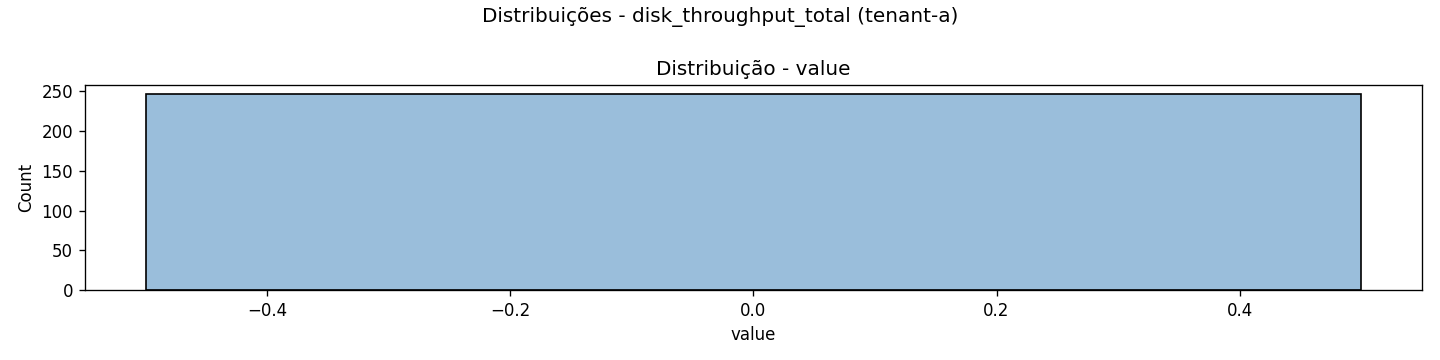 Distribuições - disk_throughput_total (tenant-a)
Distribuição - value
250
200
150
100
50
0
Count
−0.4 −0.2 0.0 0.2 0.4
value